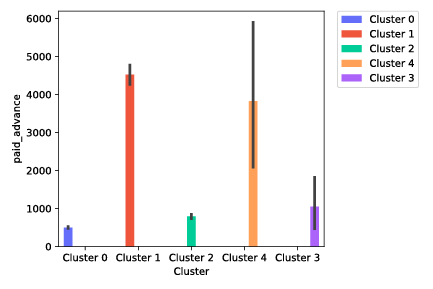 6000
5000
4000
3000
2000
1000
0
paid_advance
Cluster 0 Cluster 1 Cluster 2 Cluster 4 Cluster 3
Cluster
Cluster 0
Cluster 1
Cluster 2
Cluster 4
Cluster 3